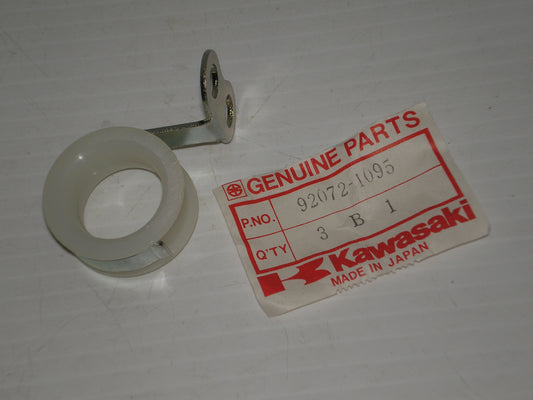 GENUINE PARTS
P.NO. 92072-1095
Q'TY 3 B 1
Kawasaki
MADE IN JAPAN